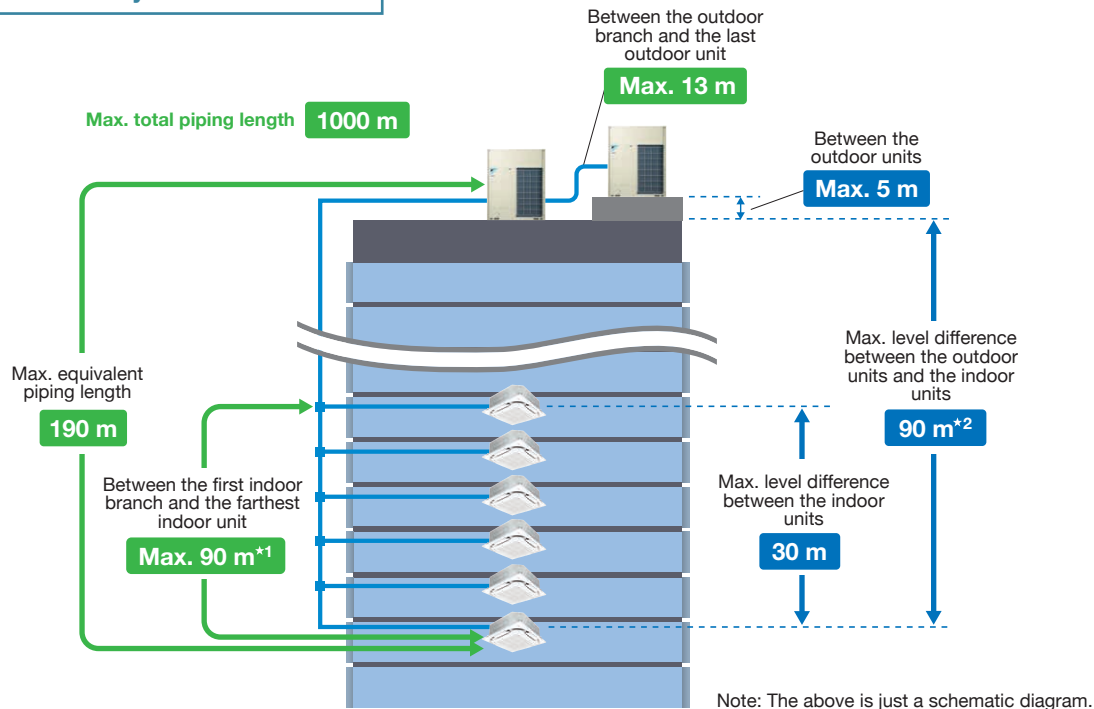 Between the outdoor
branch and the last
outdoor unit
Max. 13 m
Max. total piping length 1000 m
Between the
outdoor units
Max. 5 m
Max. equivalent
piping length
190 m
Between the first indoor
branch and the farthest
indoor unit
Max. 90 m★1
Max. level difference
between the indoor
units
30 m
Max. level difference
between the outdoor
units and the indoor
units
90 m★2
Note: The above is just a schematic diagram.